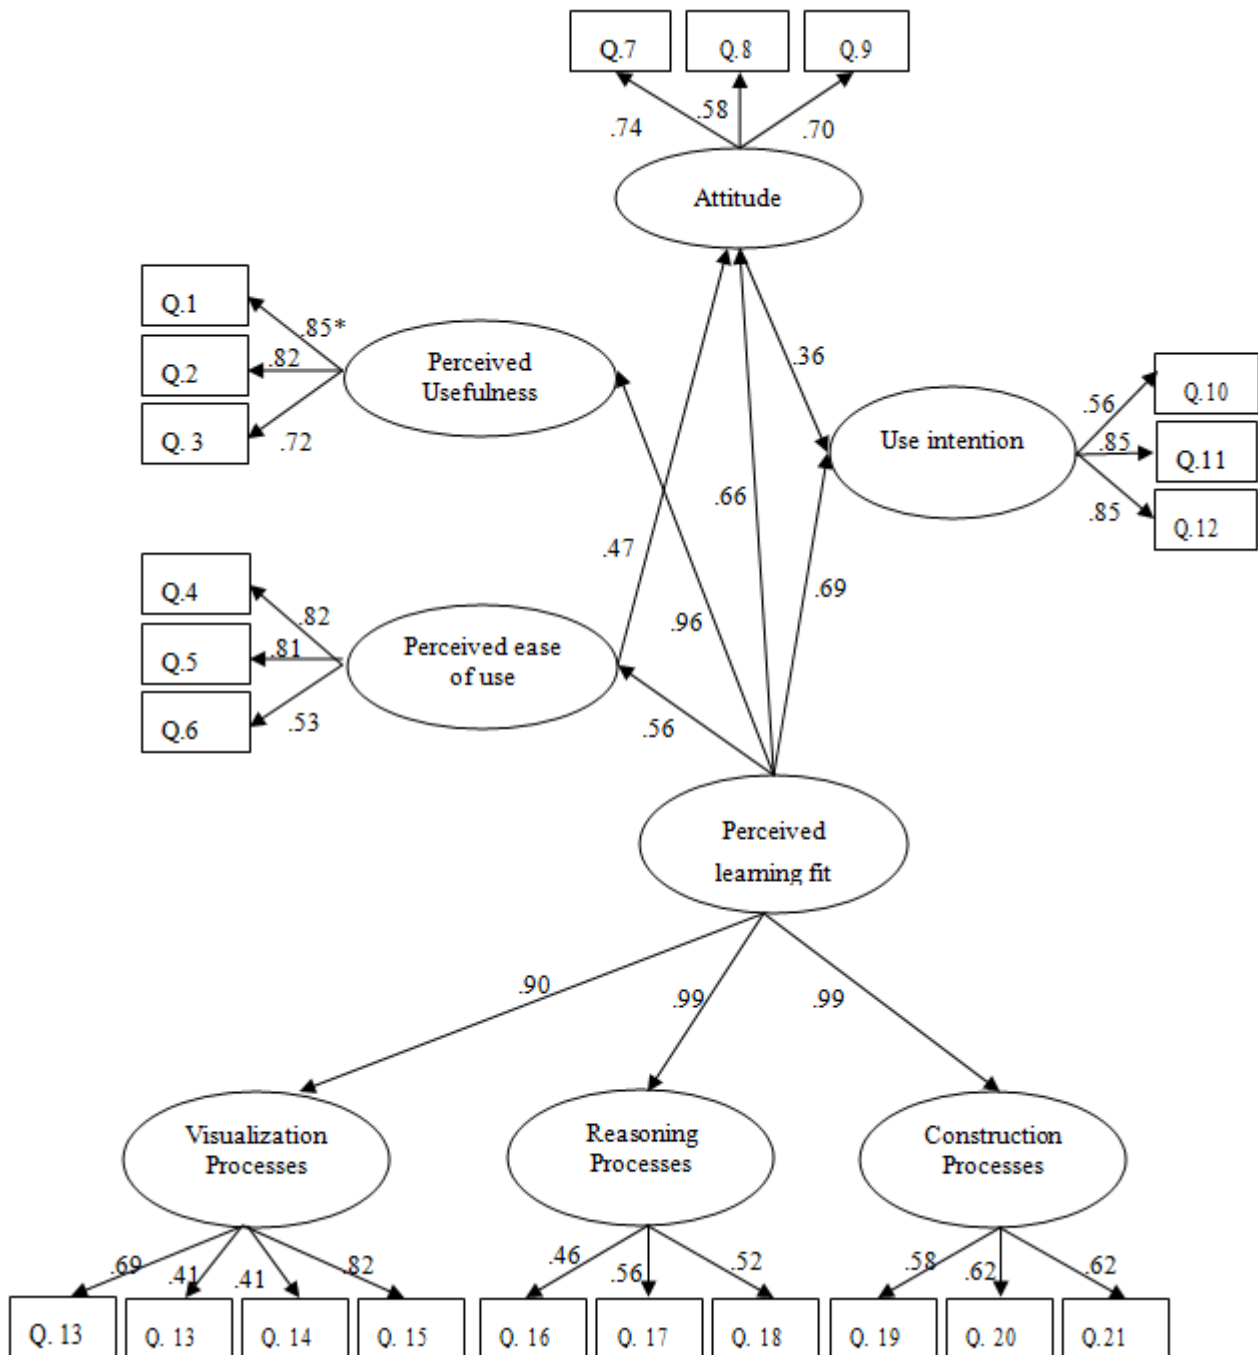 Q.7 Q.8 Q.9
.74 .58 .70
Attitude
Q.1
.85*
Q.2
.82
Q. 3
.72
Perceived
Usefulness
.36
Use intention
.56
Q.10
.85
Q.11
.85
Q.12
.66
.47
.69
.96
Q.4
.82
Q.5
.81
Q.6
.53
Perceived ease
of use
.56
Perceived
learning fit
.90 .99 .99
Visualization
Processes
Reasoning
Processes
Construction
Processes
.69 .41 .41 .82 .46 .56 .52 .58 .62 .62
Q. 13 Q. 13 Q. 14 Q. 15 Q. 16 Q. 17 Q. 18 Q. 19 Q. 20 Q.21